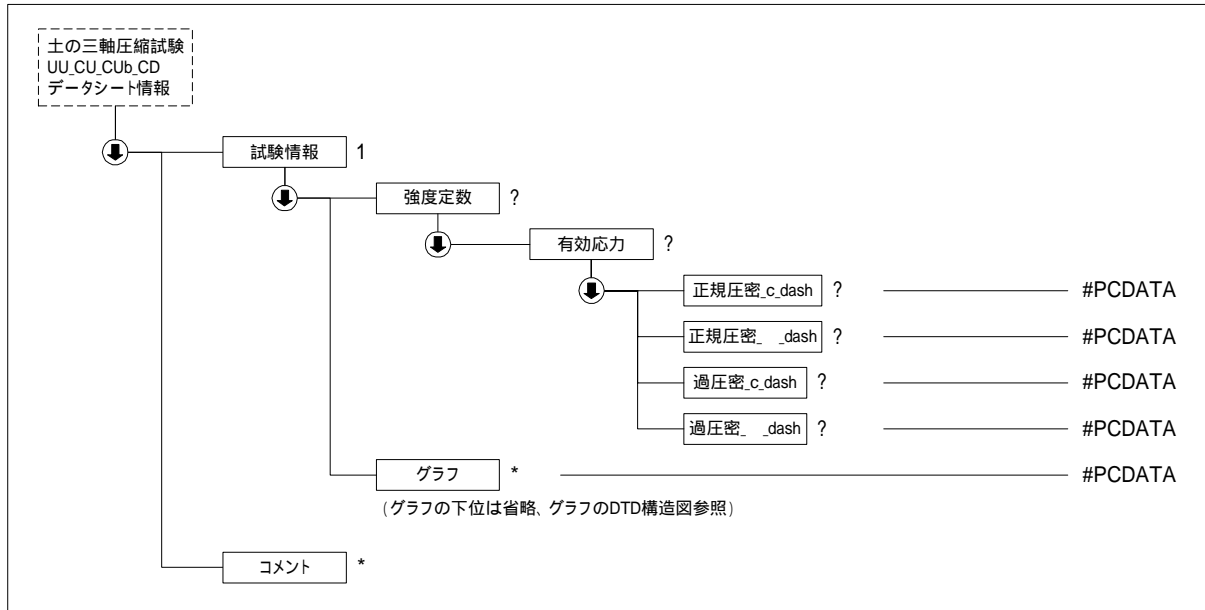 土の三軸圧縮試験
UU_CU_CUb_CD
データシート情報
試験情報 1
強度定数 ?
有効応力 ?
正規圧密_c_dash ? #PCDATA
正規圧密_ _dash ? #PCDATA
過圧密_c_dash ? #PCDATA
過圧密_ _dash ? #PCDATA
グラフ * #PCDATA
(グラフの下位は省略、グラフのDTD構造図参照)
コメント *